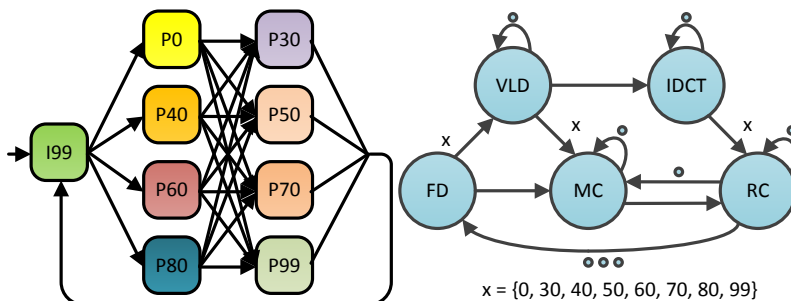 P0
P30
P40
P50
I99
P60
P70
P80
P99
VLD
IDCT
x
x
x
FD
MC
RC
x = {0, 30, 40, 50, 60, 70, 80, 99}